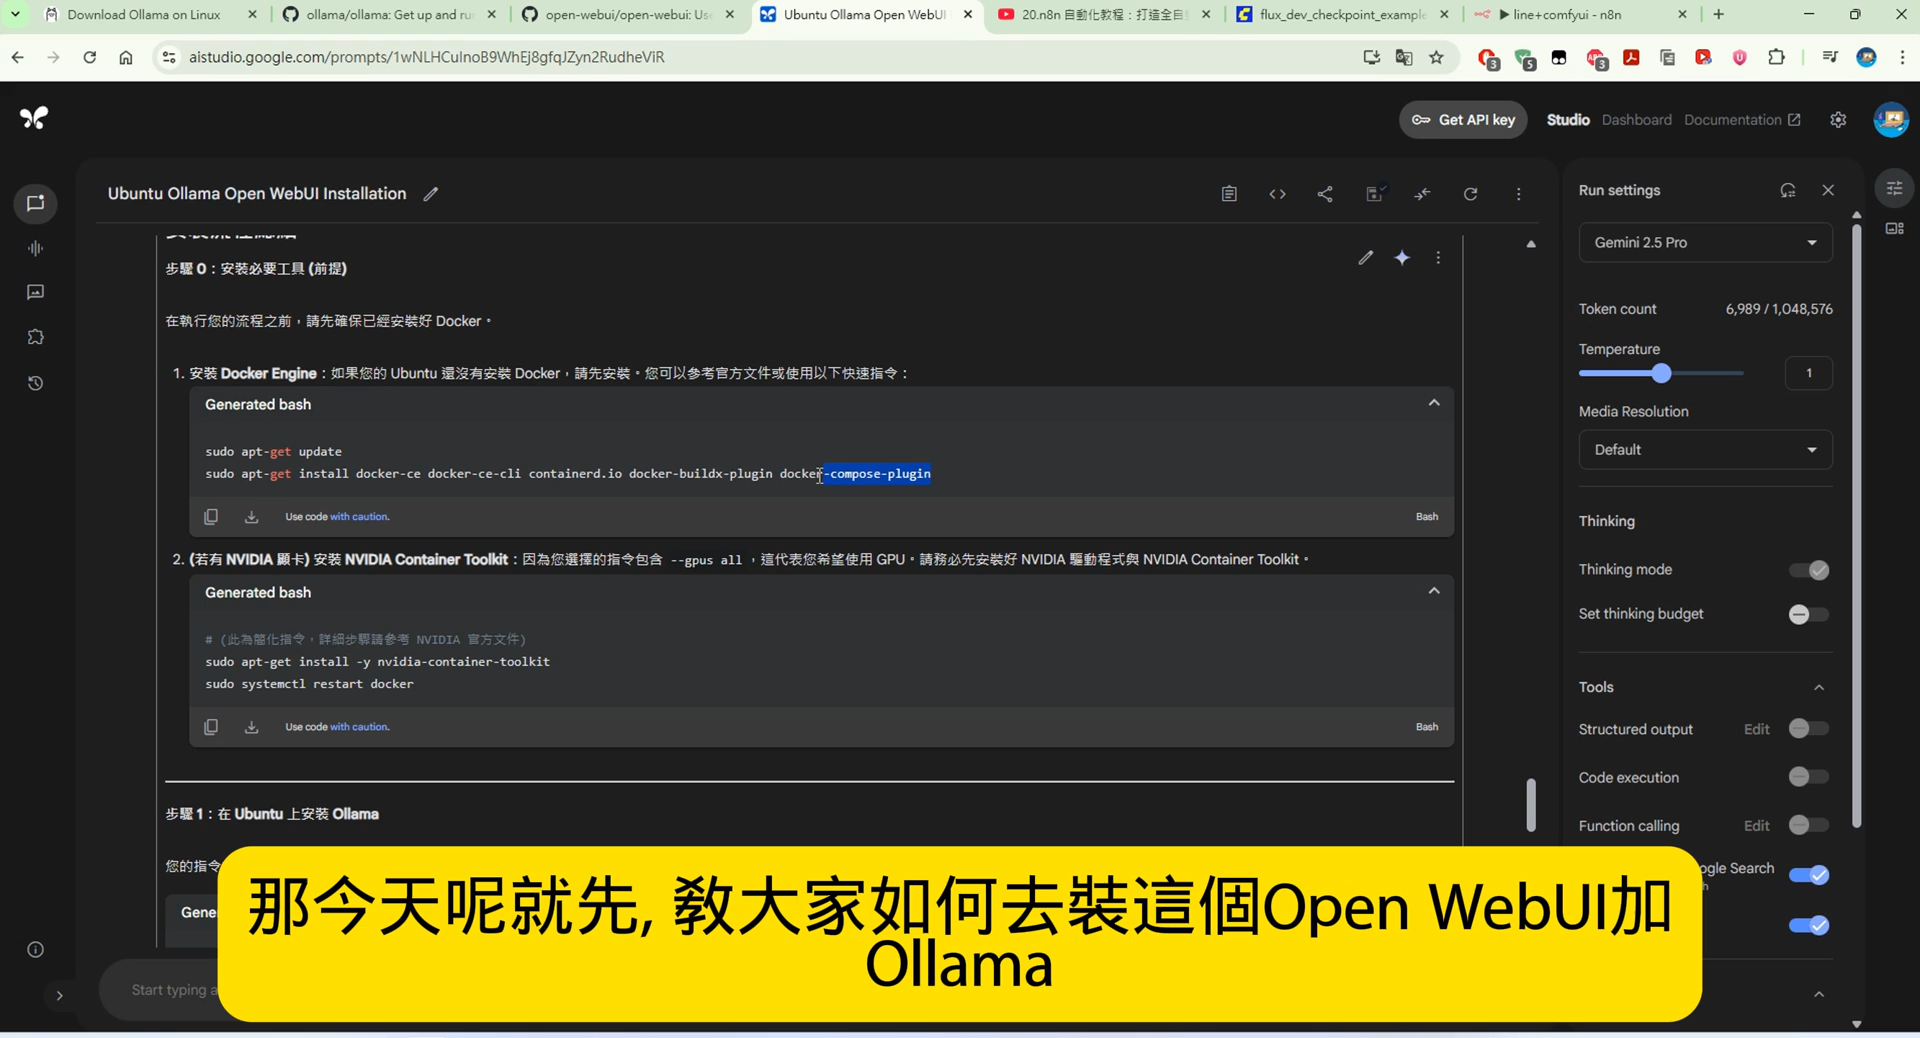 Download Ollama on Linux
ollama/ollama: Get up and ru
open-webui/open-webui: Use
Ubuntu Ollama Open WebUI
20.n8n 自動化教程：打造全自
flux_dev_checkpoint_example
line+comfyui - n8n
aistudio.google.com/prompts/1wNLHCuInoB9WhEj8gfqJZyn2RudheViR
3
5
3
Get API key
Studio
Dashboard
Documentation
Ubuntu Ollama Open WebUI Installation
Run settings
Gemini 2.5 Pro
步驟 0：安裝必要工具 (前提)
在執行您的流程之前，請先確保已經安裝好 Docker。
1. 安裝 Docker Engine：如果您的 Ubuntu 還沒有安裝 Docker，請先安裝。您可以參考官方文件或使用以下快速指令：
Generated bash
sudo apt-get update
sudo apt-get install docker-ce docker-ce-cli containerd.io docker-buildx-plugin docker-compose-plugin
Use code with caution.
Bash
2. (若有 NVIDIA 顯卡) 安裝 NVIDIA Container Toolkit：因為您選擇的指令包含 --gpus all，這代表您希望使用 GPU。請務必先安裝好 NVIDIA 驅動程式與 NVIDIA Container Toolkit。
Generated bash
# (此為簡化指令，詳細步驟請參考 NVIDIA 官方文件)
sudo apt-get install -y nvidia-container-toolkit
sudo systemctl restart docker
Use code with caution.
Bash
步驟 1：在 Ubuntu 上安裝 Ollama
您的指令
Gene
Start typing a
Token count
6,989 / 1,048,576
Temperature
1
Media Resolution
Default
Thinking
Thinking mode
Set thinking budget
Tools
Structured output
Edit
Code execution
Function calling
Edit
ogle Search
h
那今天呢就先, 教大家如何去裝這個Open WebUI加
Ollama